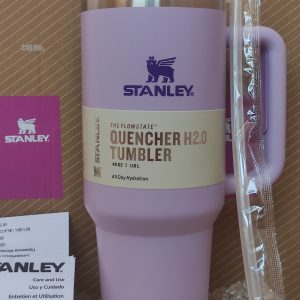 COLOR:
STANLEY
STANLEY
THE FLOWSTATE™
QUENCHER H2.0
TUMBLER
40 OZ | 1.18 L
All Day Hydration
STANLEY
STANLEY
Care and Use
Uso y Cuidado
Entretien et Utilisation